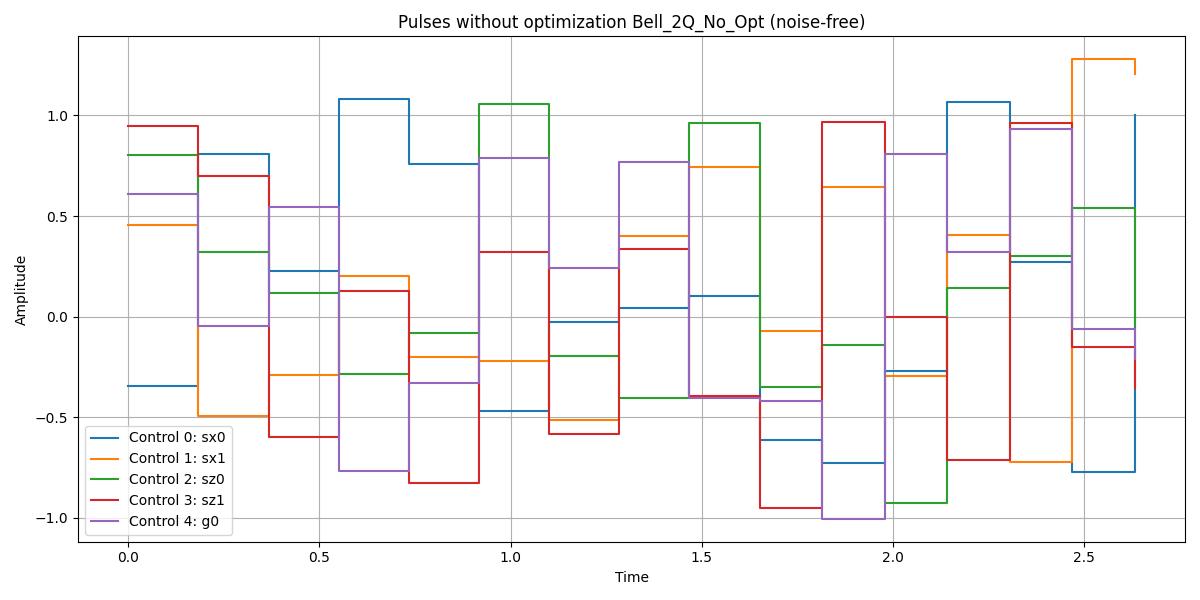 Pulses without optimization Bell_2Q_No_Opt (noise-free)
Amplitude
1.0
0.5
0.0
−0.5
−1.0
Control 0: sx0
Control 1: sx1
Control 2: sz0
Control 3: sz1
Control 4: g0
0.0 0.5 1.0 1.5 2.0 2.5
Time